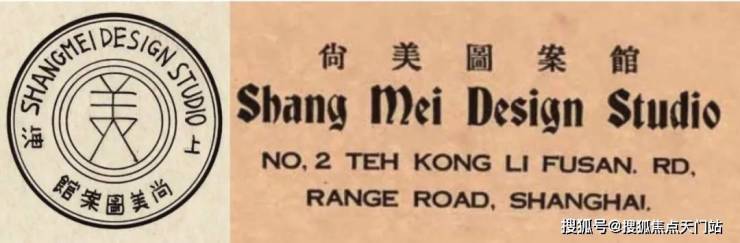 SHANGMEI DESIGN STUDIO
美
上海
尚美圖案館
尙美圖案館
Shang Mei Design Studio
NO. 2 TEH KONG LI FUSAN. RD,
RANGE ROAD, SHANGHAI.
搜狐号@搜狐焦点天门站